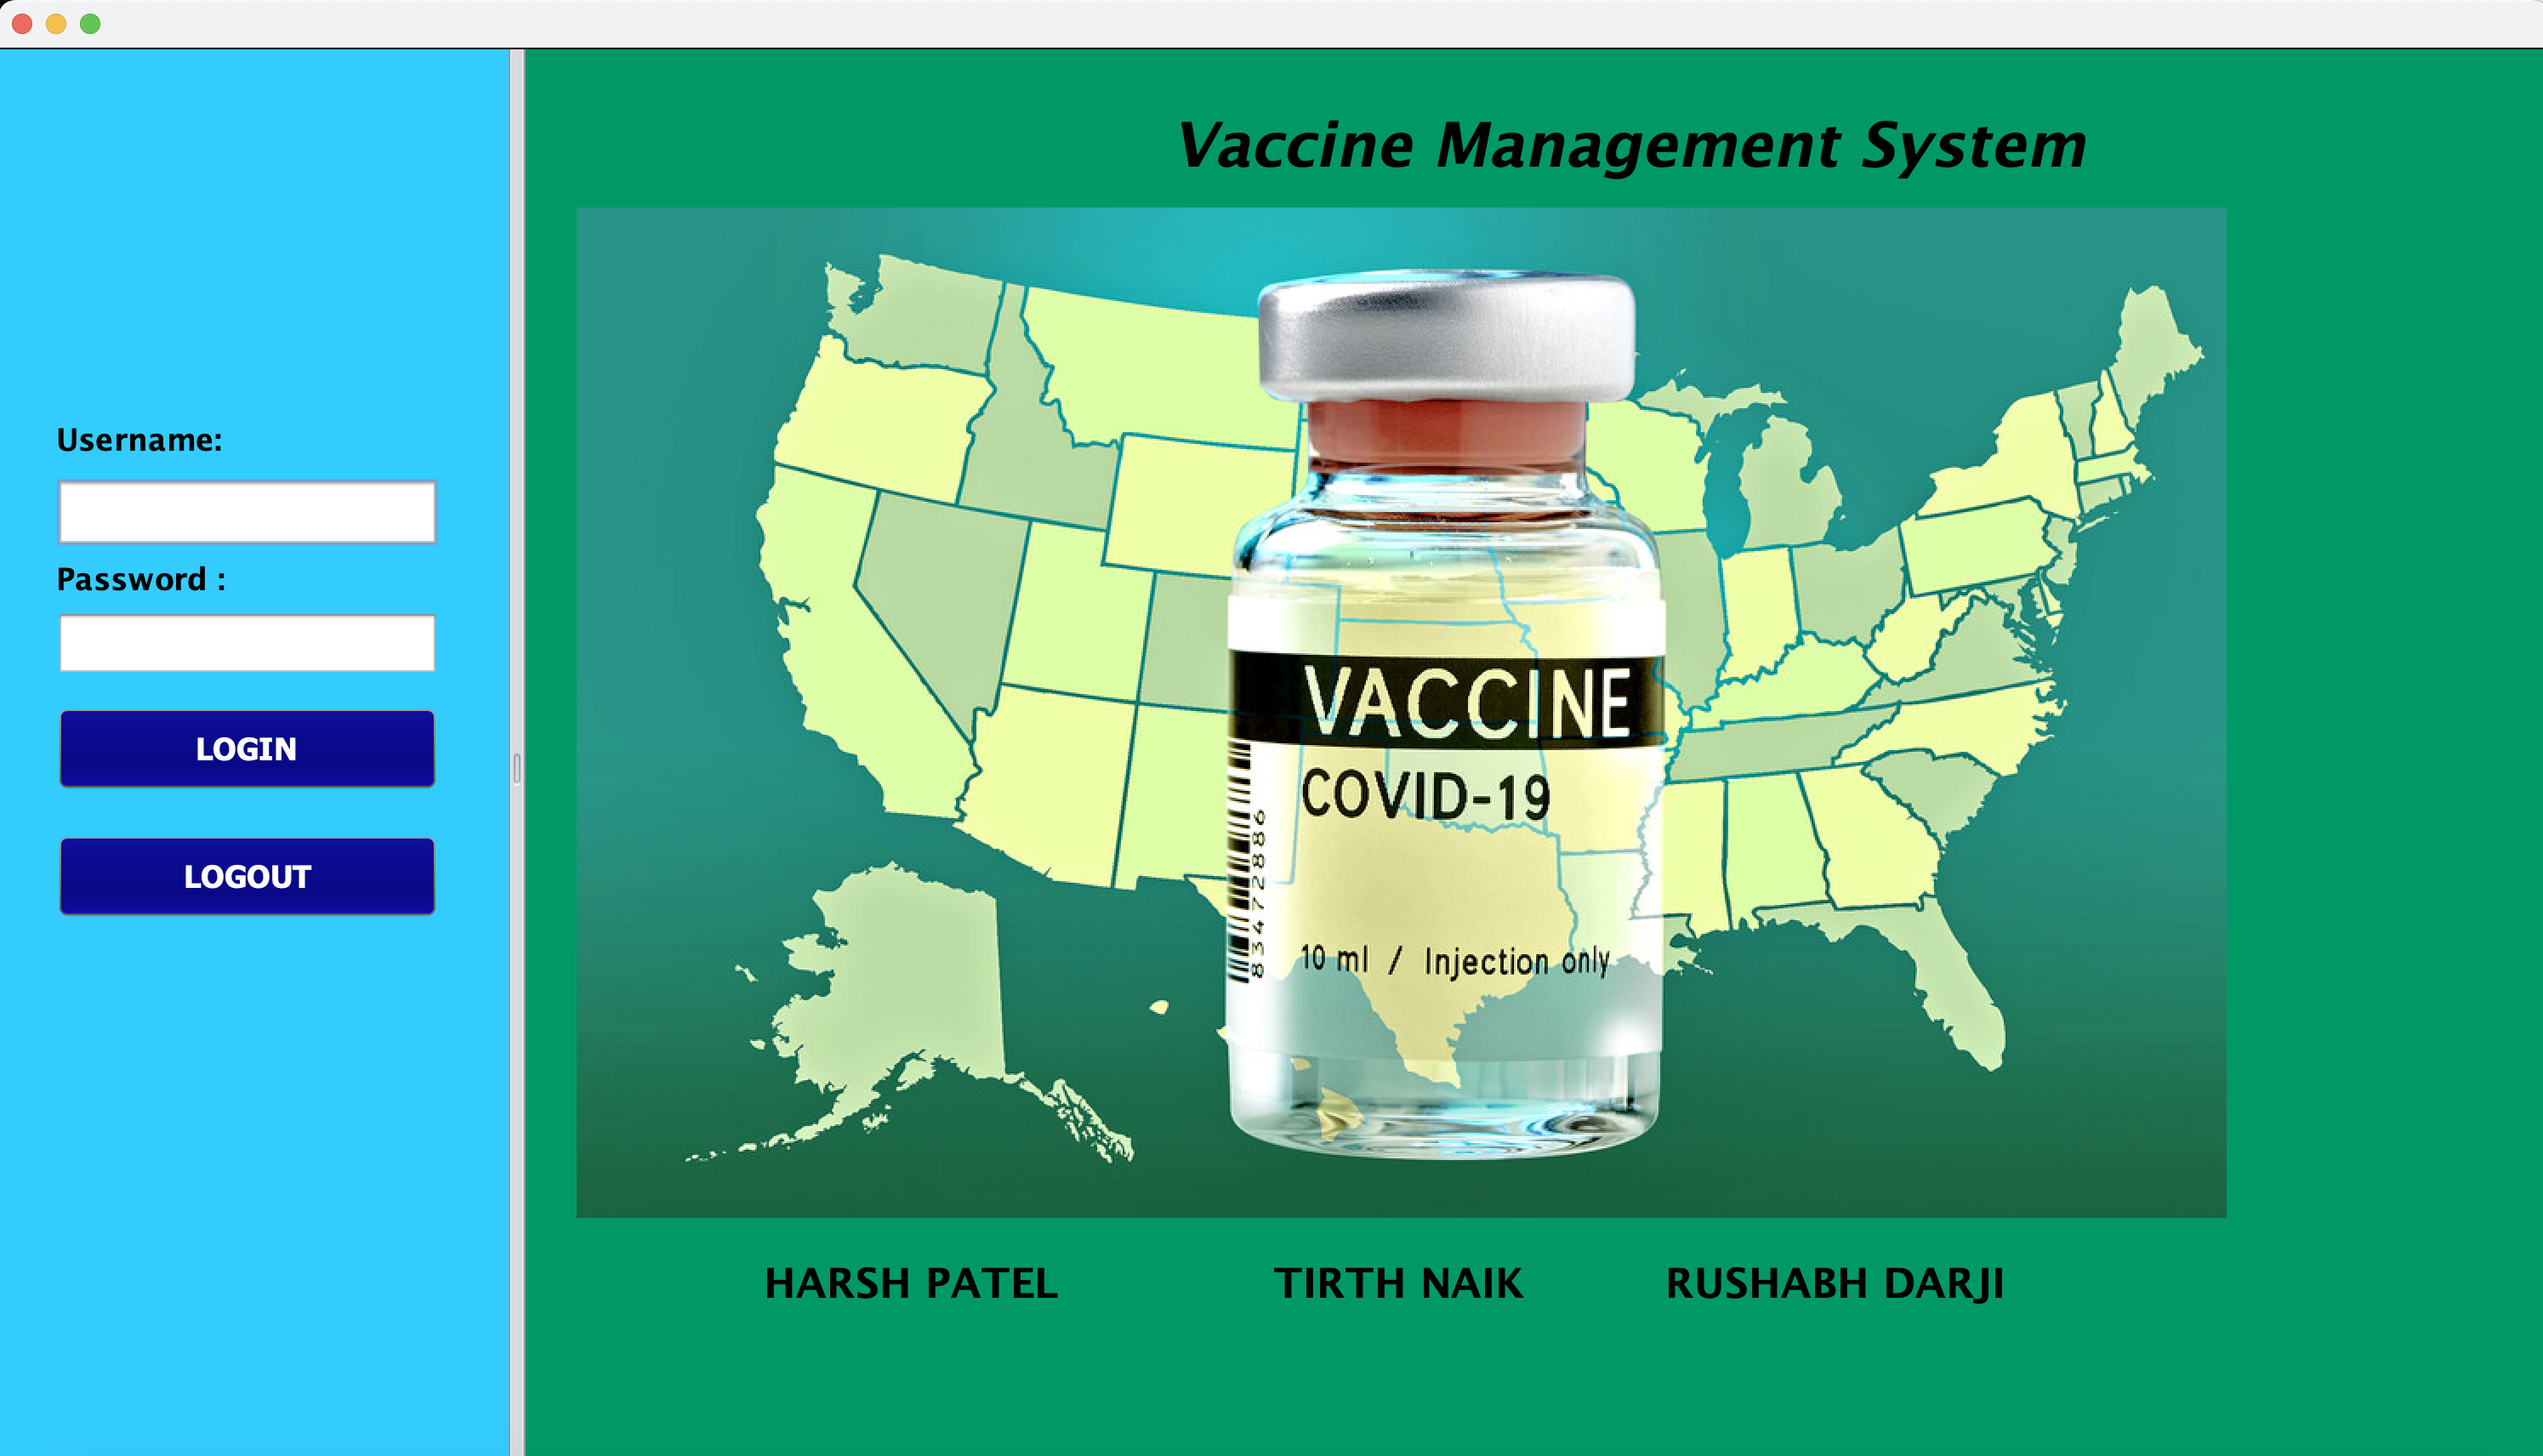 Username:
Password :
LOGIN
LOGOUT
Vaccine Management System
VACCINE
COVID-19
83472886
10 ml / Injection only
HARSH PATEL
TIRTH NAIK
RUSHABH DARJI